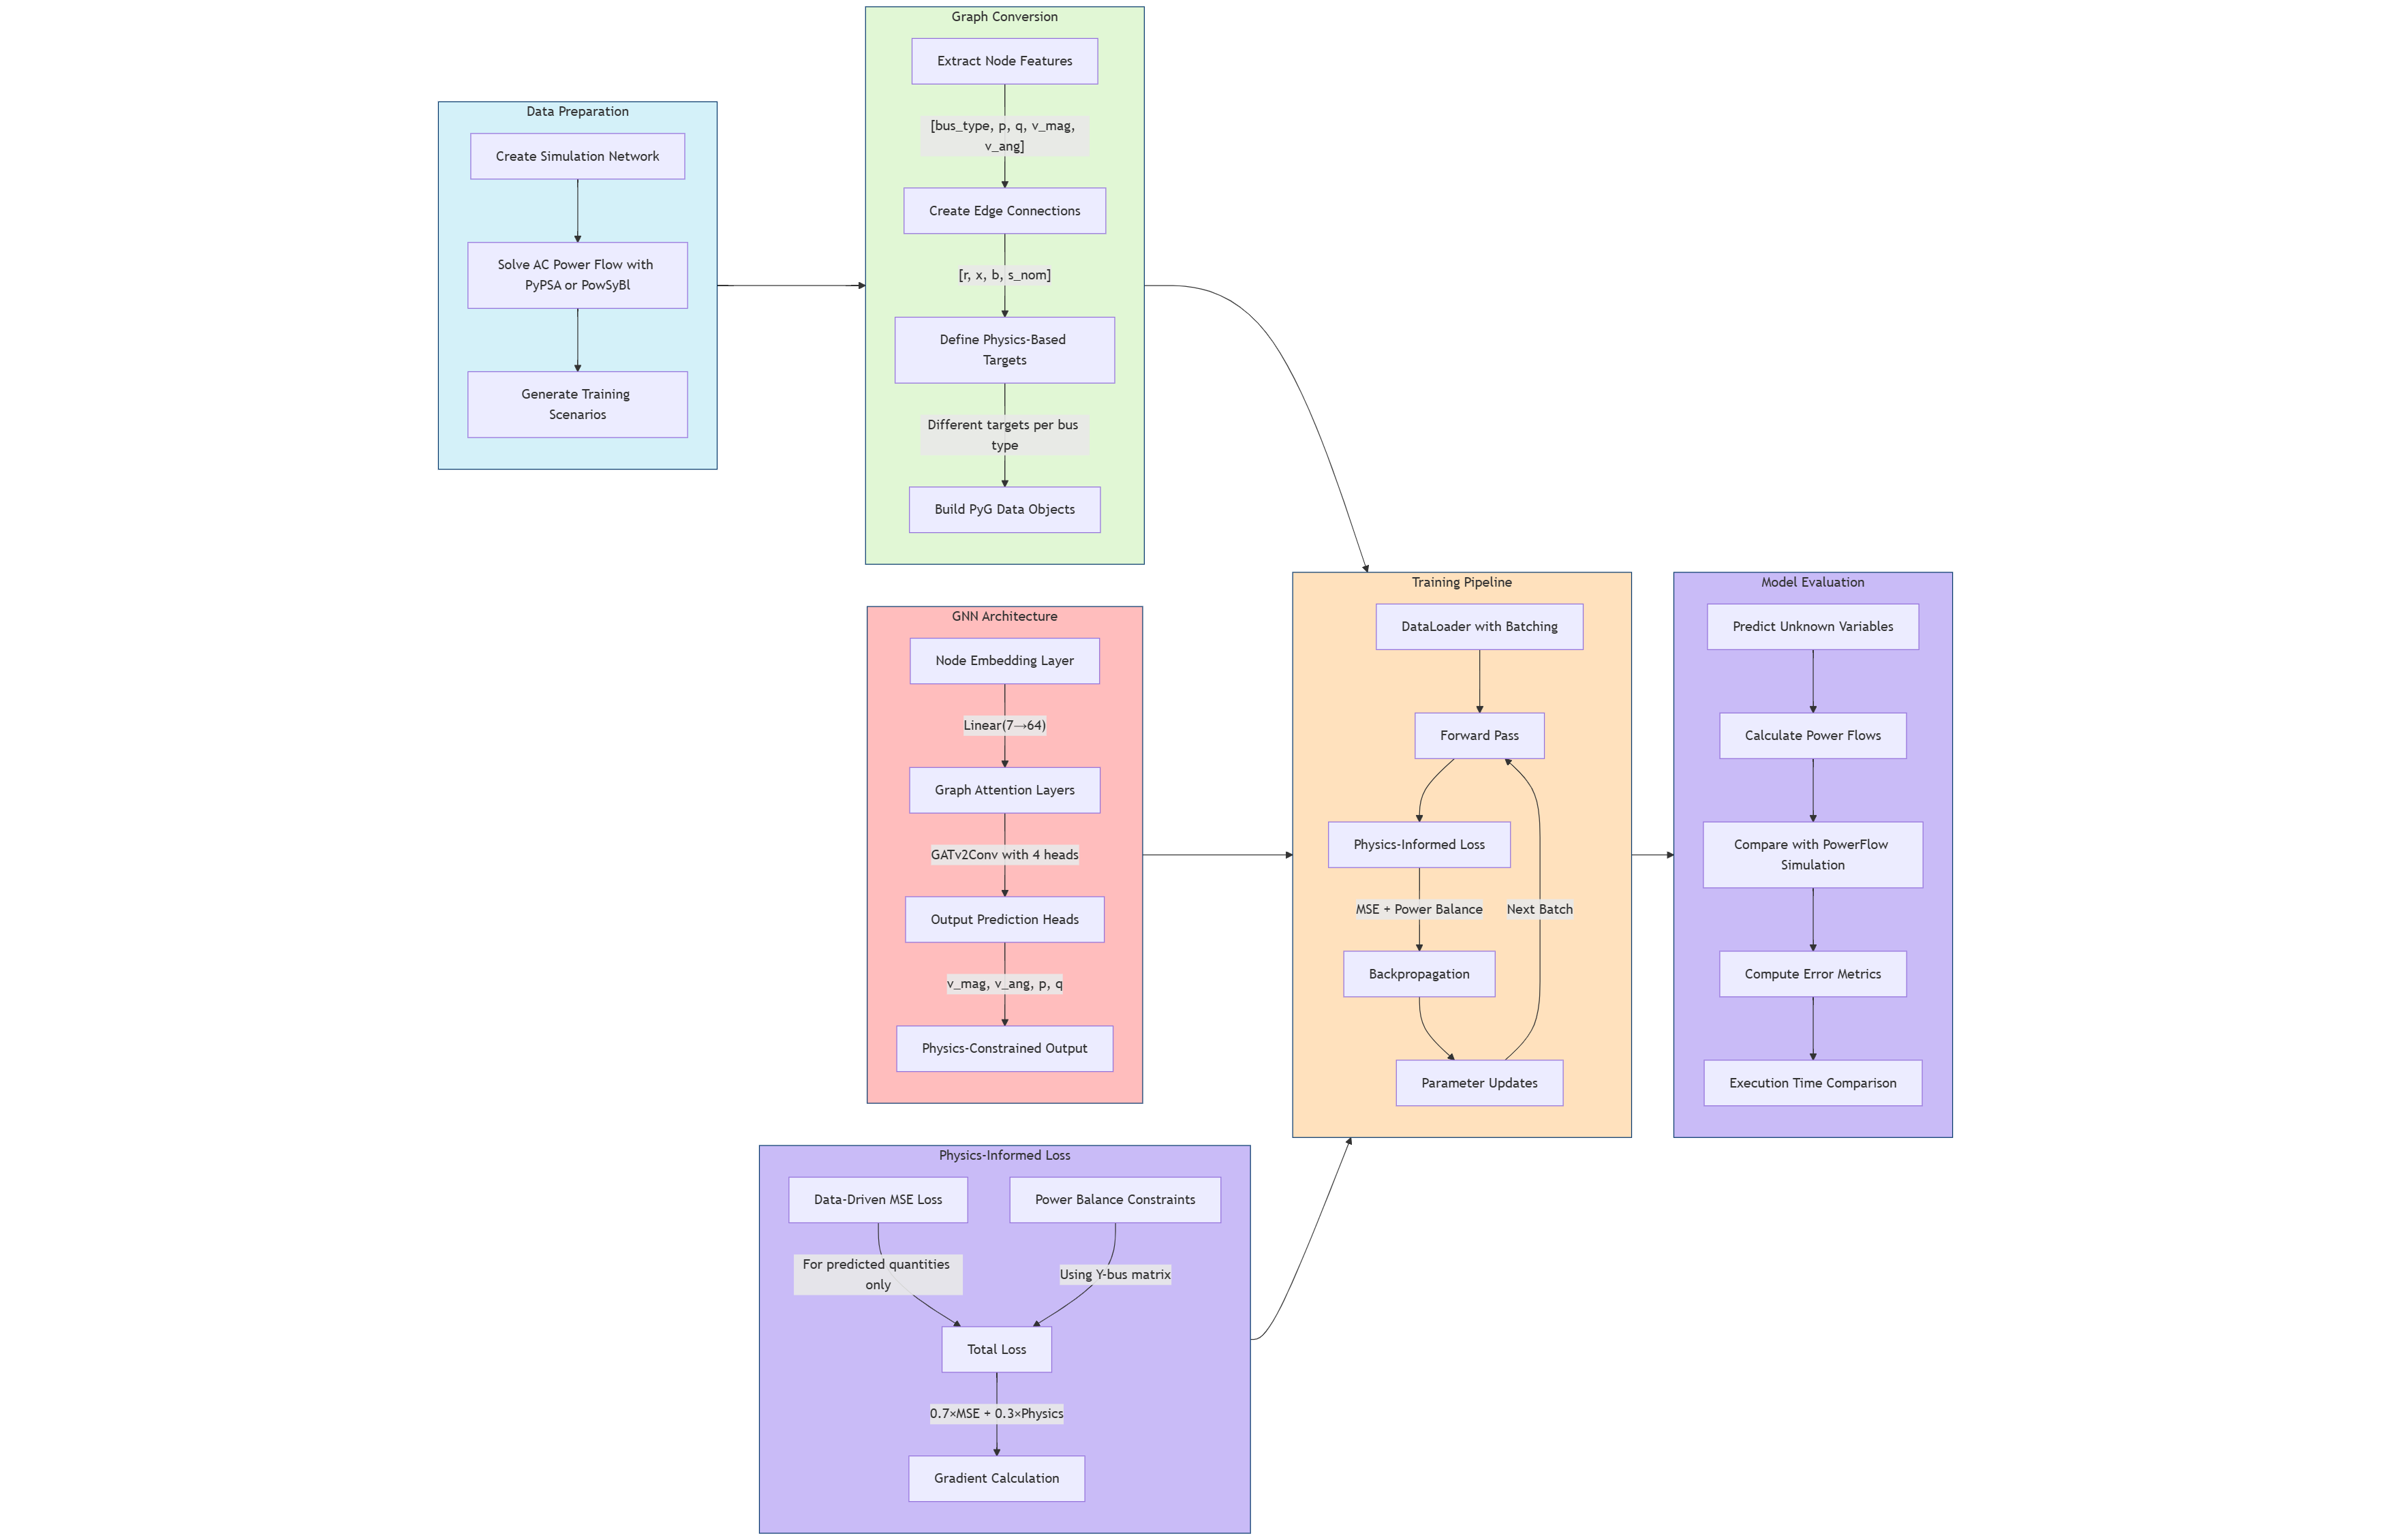 Data Preparation
Create Simulation Network
Solve AC Power Flow with
PyPSA or PowSyBl
Generate Training
Scenarios
Graph Conversion
Extract Node Features
[bus_type, p, q, v_mag,
v_ang]
Create Edge Connections
[r, x, b, s_nom]
Define Physics-Based
Targets
Different targets per bus
type
Build PyG Data Objects
GNN Architecture
Node Embedding Layer
Linear(7→64)
Graph Attention Layers
GATv2Conv with 4 heads
Output Prediction Heads
v_mag, v_ang, p, q
Physics-Constrained Output
Physics-Informed Loss
Data-Driven MSE Loss
Power Balance Constraints
For predicted quantities
only
Using Y-bus matrix
Total Loss
0.7×MSE + 0.3×Physics
Gradient Calculation
Training Pipeline
DataLoader with Batching
Forward Pass
Physics-Informed Loss
MSE + Power Balance
Next Batch
Backpropagation
Parameter Updates
Model Evaluation
Predict Unknown Variables
Calculate Power Flows
Compare with PowerFlow
Simulation
Compute Error Metrics
Execution Time Comparison